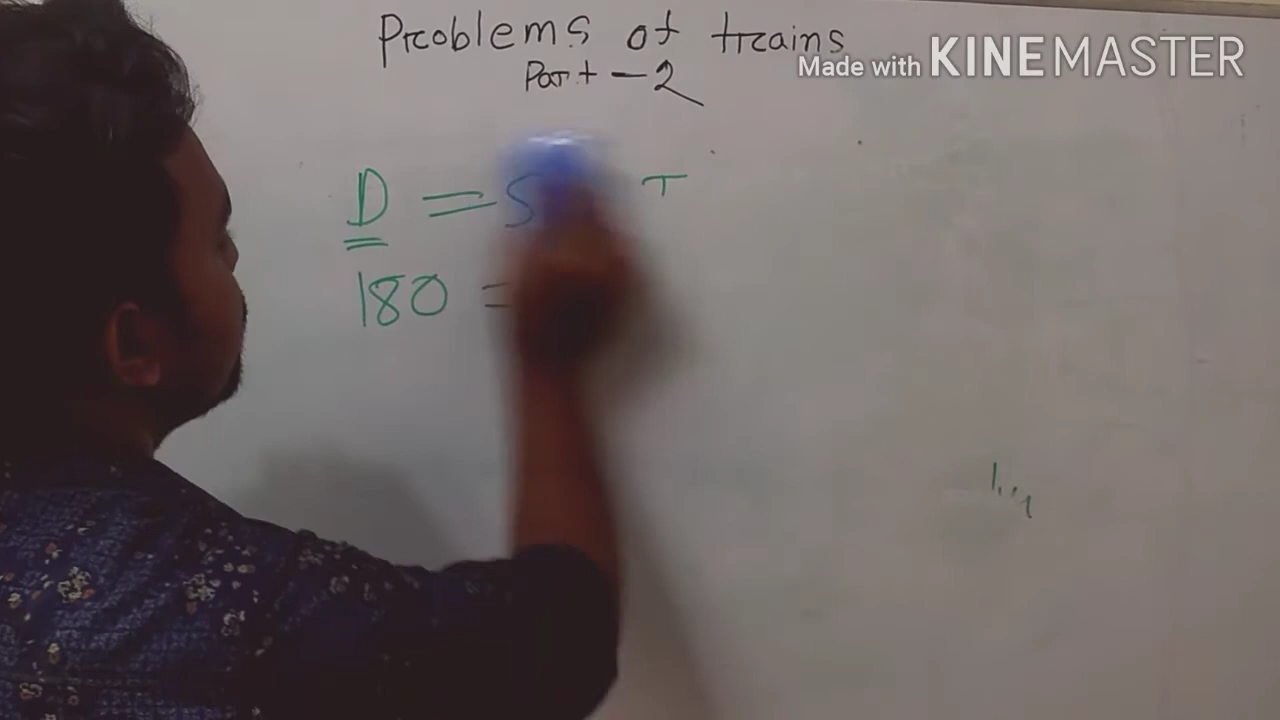 Problems of trains
Made with KINEMASTER
Part - 2
D = S T
180 =